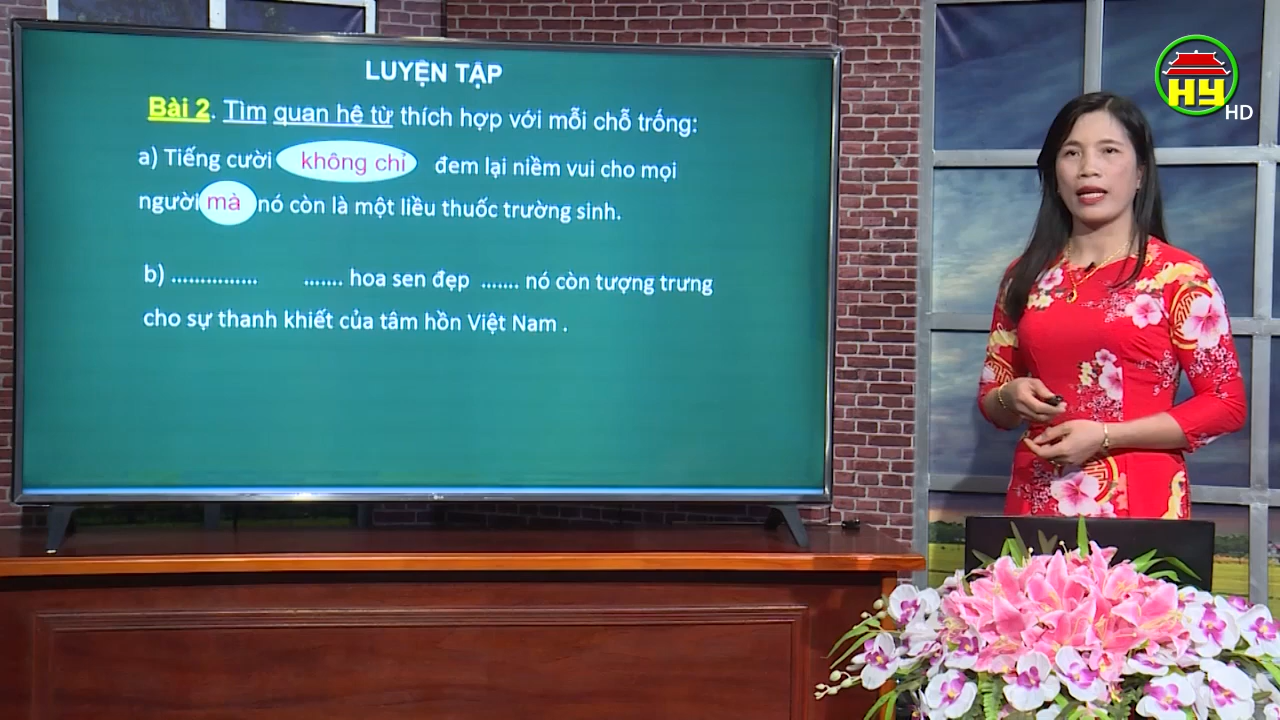 LUYỆN TẬP
Bài 2. Tìm quan hệ từ thích hợp với mỗi chỗ trống:
a) Tiếng cười không chỉ đem lại niềm vui cho mọi
người mà nó còn là một liều thuốc trường sinh.
b) ............... ....... hoa sen đẹp ....... nó còn tượng trưng
cho sự thanh khiết của tâm hồn Việt Nam .
HY
HD